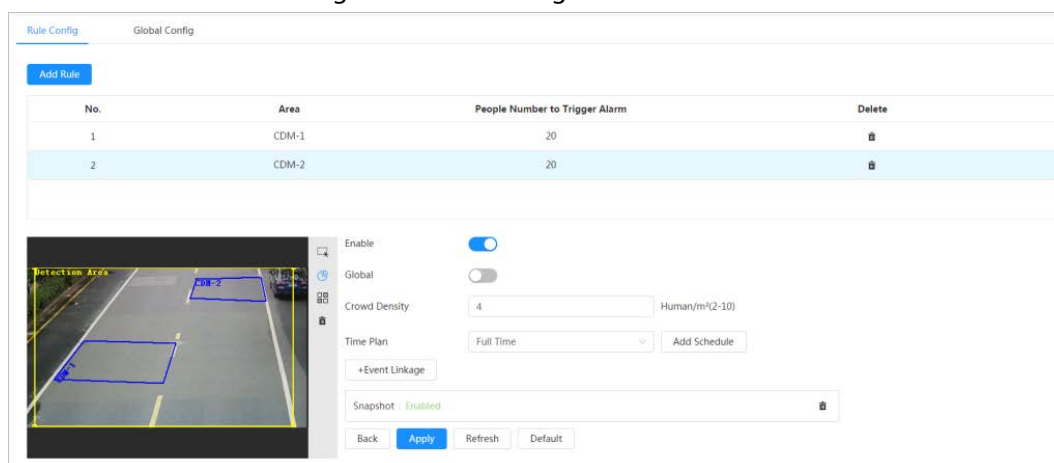 Rule Config Global Config
Add Rule
No. Area People Number to Trigger Alarm Delete
1 CDM-1 20
2 CDM-2 20
Detection Area
CDM-2
CDM-1
Enable
Global
Crowd Density 4 Human/m²(2-10)
Time Plan Full Time Add Schedule
+Event Linkage
Snapshot : Enabled
Back Apply Refresh Default